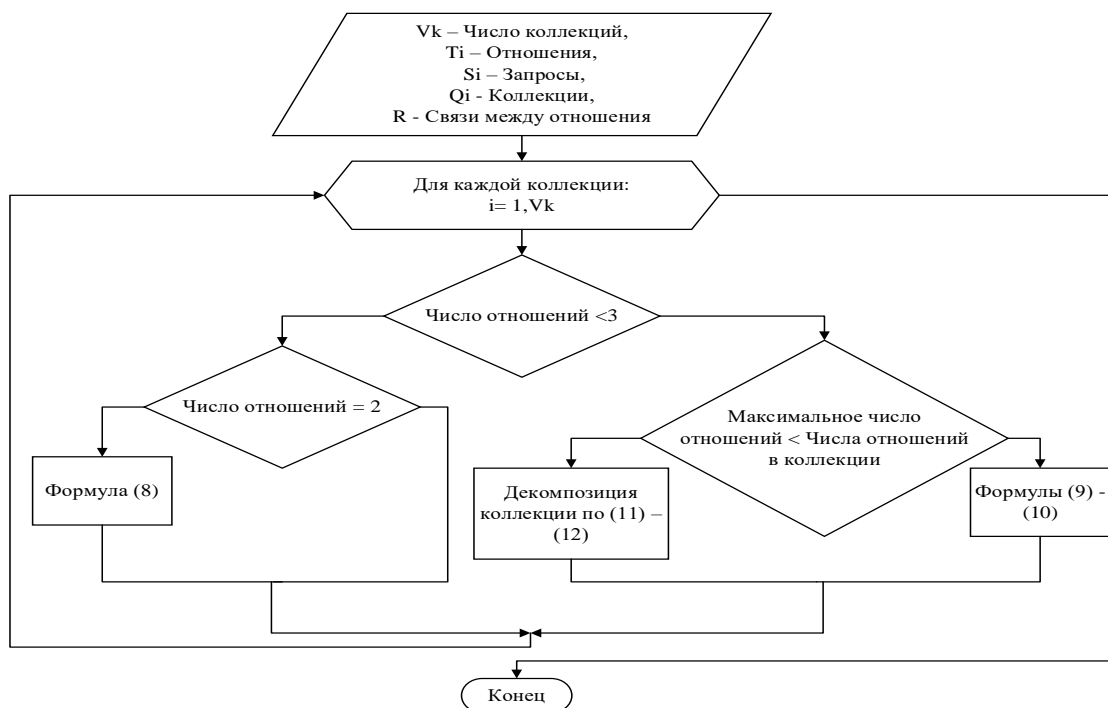 Vk – Число коллекций,
Ti – Отношения,
Si – Запросы,
Qi - Коллекции,
R - Связи между отношения
Для каждой коллекции:
i= 1,Vk
Число отношений <3
Число отношений = 2
Максимальное число
отношений < Числа отношений
в коллекции
Формула (8)
Декомпозиция
коллекции по (11) –
(12)
Формулы (9) -
(10)
Конец